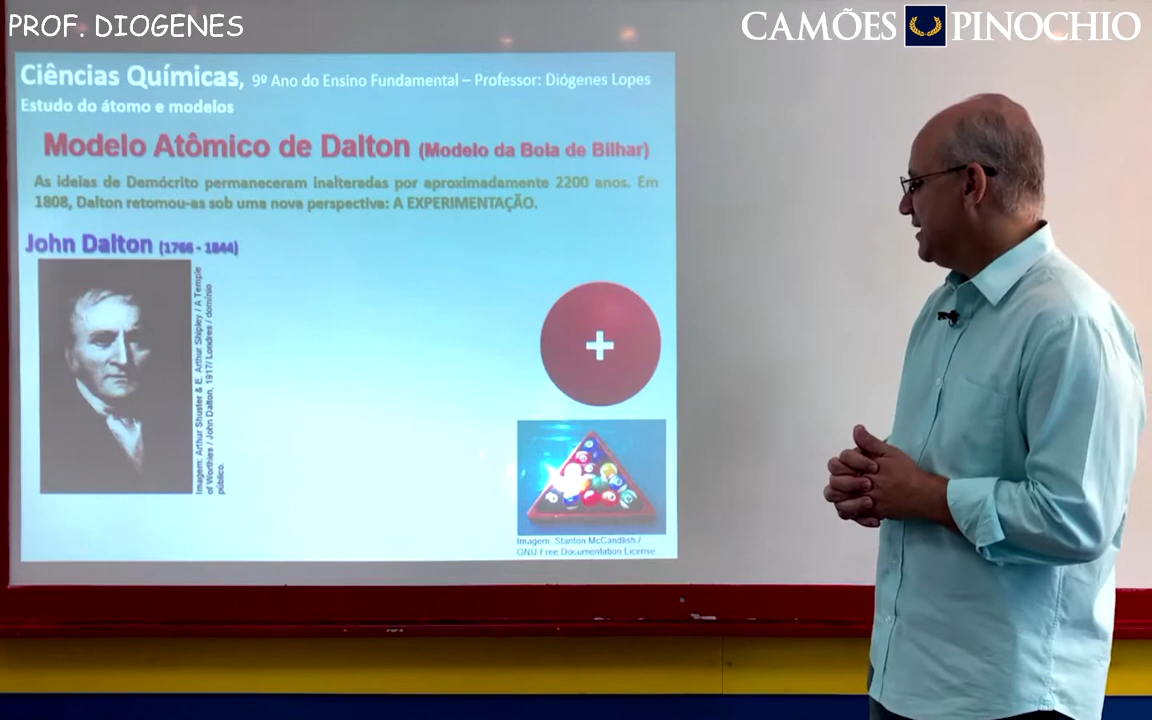 PROF. DIOGENES
CAMÕES PINOCHIO
Ciências Químicas, 9º Ano do Ensino Fundamental – Professor: Diógenes Lopes
Estudo do átomo e modelos
Modelo Atômico de Dalton (Modelo da Bola de Bilhar)
As ideias de Demócrito permaneceram inalteradas por aproximadamente 2200 anos. Em
1808, Dalton retomou-as sob uma nova perspectiva: A EXPERIMENTAÇÃO.
John Dalton (1766 - 1844)
Imagem: Arthur Shuster & E. Arthur Shipley / A Temple
of Worthies / John Dalton, 1917/ Londres / domínio
público.
+
Imagem: Stanton McCandlish /
GNU Free Documentation License